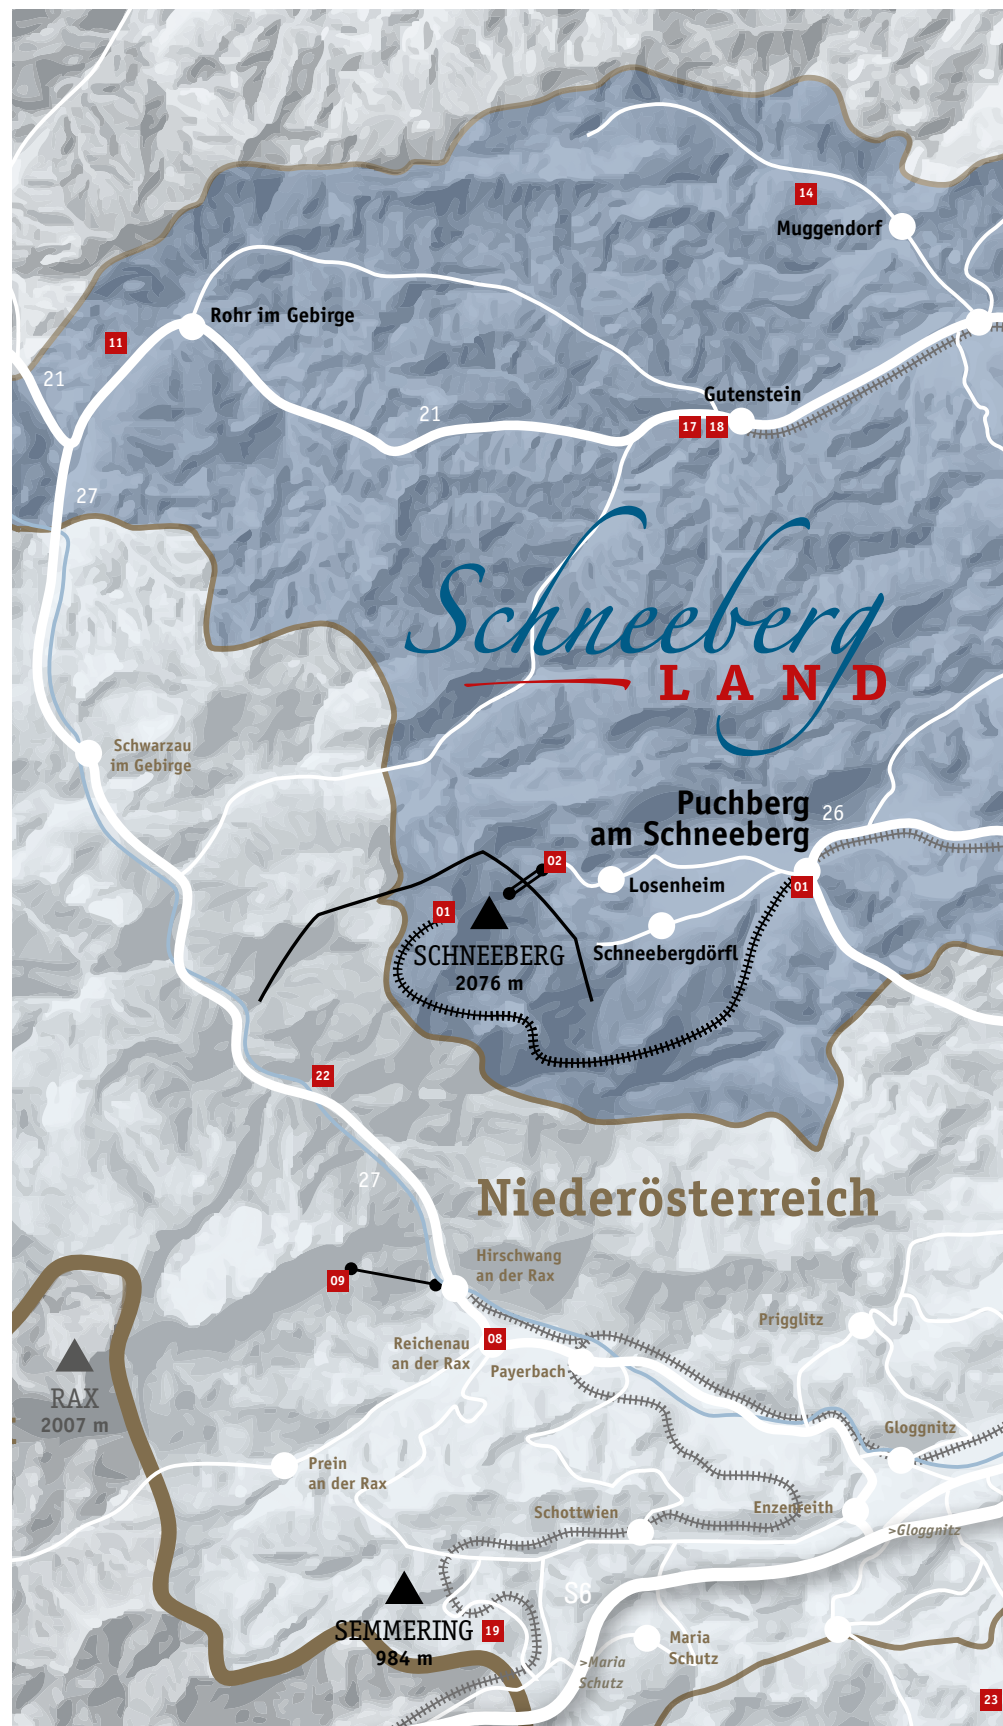 14
Muggendorf
Rohr im Gebirge
11
21
Gutenstein
21
17
18
27
Schneeberg
LAND
Schwarzau
im Gebirge
Puchberg
am Schneeberg
26
02
Losenheim
01
01
SCHNEEBERG
2076 m
Schneebergdörfl
22
27
Niederösterreich
Hirschwang
an der Rax
09
Prigglitz
08
Reichenau
an der Rax
Payerbach
RAX
2007 m
Gloggnitz
Prein
an der Rax
Schottwien
Enzenreith
>Gloggnitz
S6
SEMMERING
984 m
19
Maria
Schutz
>Maria
Schutz
23